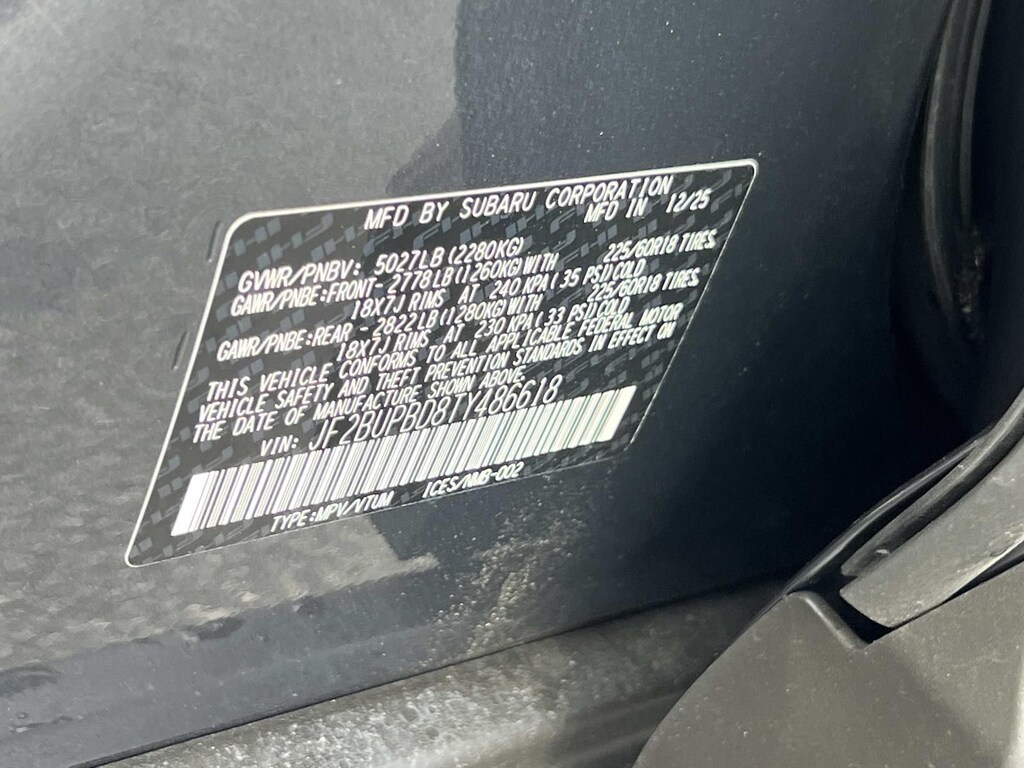 MFD BY SUBARU CORPORATION
MFD IN 12/25
GVWR/PNBV: 5027LB (2280KG)
GAWR/PNBE:FRONT- 2778LB(1260KG)WITH 225/60R18 TIRES
18X7J RIMS AT 240 KPA( 35 PSI)COLD
GAWR/PNBE:REAR - 2822LB(1280KG)WITH 225/60R18 TIRES
18X7J RIMS AT 230 KPA( 33 PSI)COLD
THIS VEHICLE CONFORMS TO ALL APPLICABLE FEDERAL MOTOR
VEHICLE SAFETY AND THEFT PREVENTION STANDARDS IN EFFECT ON
THE DATE OF MANUFACTURE SHOWN ABOVE.
VIN: JF2BUPBD8TY486618
TYPE:MPV/VTUM ICES/NMB-002